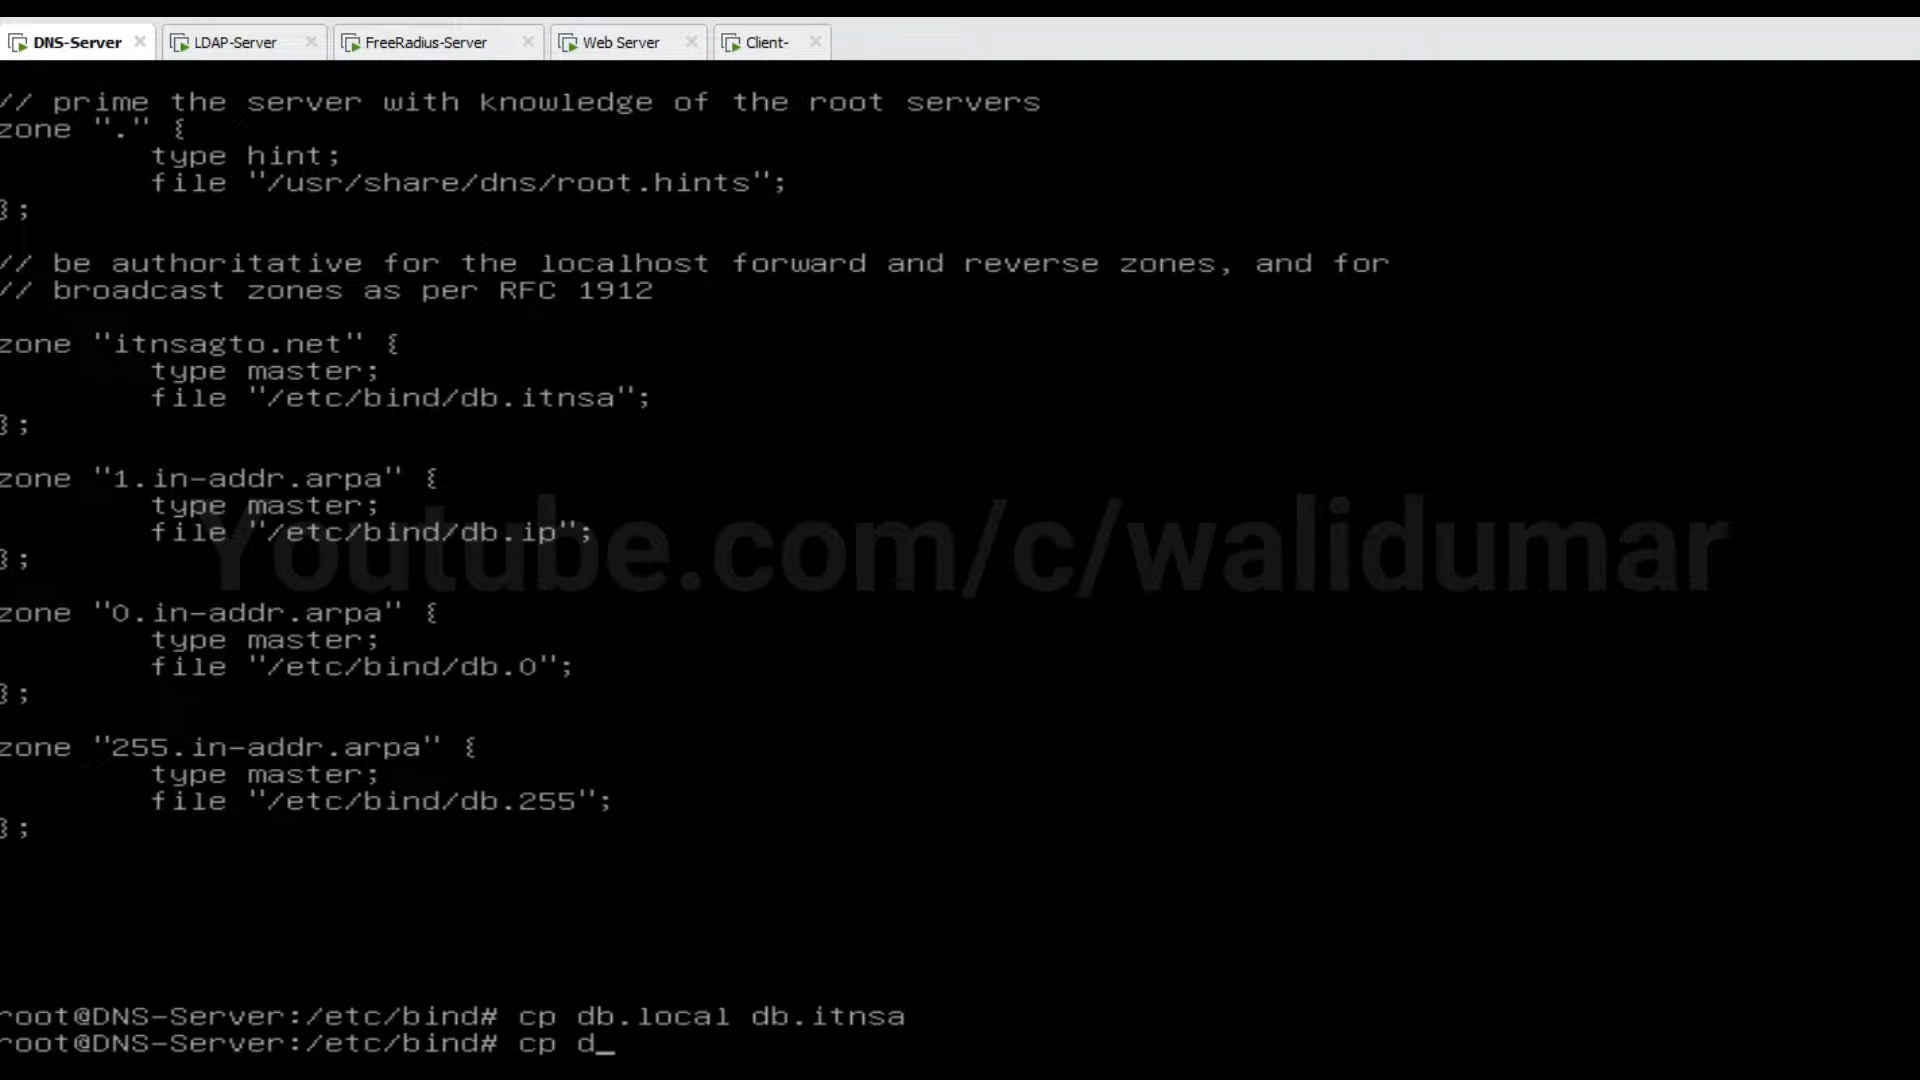 DNS-Server LDAP-Server FreeRadius-Server Web Server Client-
// prime the server with knowledge of the root servers
zone "." {
type hint;
file "/usr/share/dns/root.hints";
};
// be authoritative for the localhost forward and reverse zones, and for
// broadcast zones as per RFC 1912
zone "itnsagto.net" {
type master;
file "/etc/bind/db.itnsa";
};
zone "1.in-addr.arpa" {
type master;
file "/etc/bind/db.ip";
};
Youtube.com/c/walidumar
zone "0.in-addr.arpa" {
type master;
file "/etc/bind/db.0";
};
zone "255.in-addr.arpa" {
type master;
file "/etc/bind/db.255";
};
root@DNS-Server:/etc/bind# cp db.local db.itnsa
root@DNS-Server:/etc/bind# cp d_